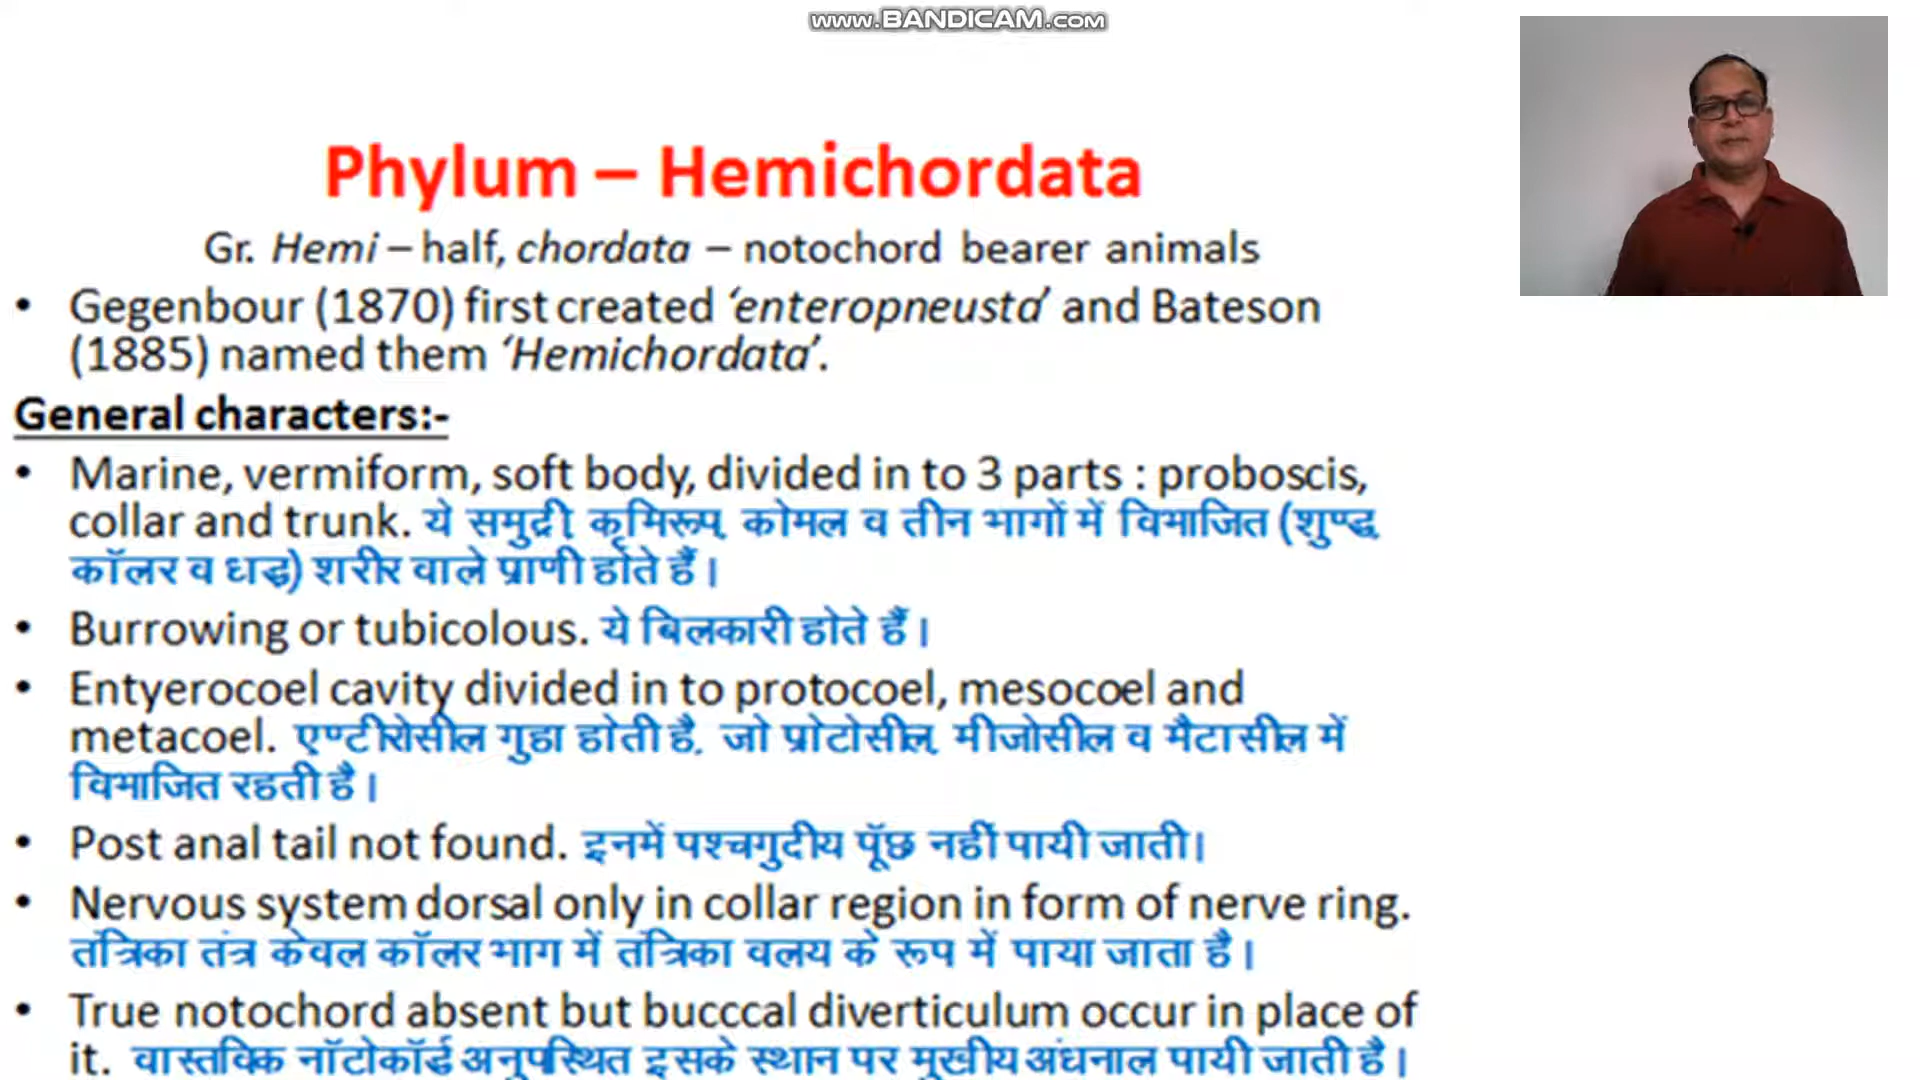 www.BANDICAM.com
Phylum – Hemichordata
Gr. Hemi – half, chordata – notochord bearer animals
• Gegenbour (1870) first created ‘enteropneusta’ and Bateson
(1885) named them ‘Hemichordata’.
General characters:-
• Marine, vermiform, soft body, divided in to 3 parts : proboscis,
collar and trunk. ये समुद्री, कृमिरूप, कोमल व तीन भागों में विभाजित (शुण्ड,
कॉलर व धड़) शरीर वाले प्राणी होते हैं।
• Burrowing or tubicolous. ये बिलकारी होते हैं।
• Entyerocoel cavity divided in to protocoel, mesocoel and
metacoel. एण्टीरोसील गुहा होती है, जो प्रोटोसील, मीजोसील व मैटासील में
विभाजित रहती है।
• Post anal tail not found. इनमें पश्चगुदीय पूँछ नहीं पायी जाती।
• Nervous system dorsal only in collar region in form of nerve ring.
तंत्रिका तंत्र केवल कॉलर भाग में तंत्रिका वलय के रूप में पाया जाता है।
• True notochord absent but bucccal diverticulum occur in place of
it. वास्तविक नॉटोकॉर्ड अनुपस्थित इसके स्थान पर मुखीय अंधनाल पायी जाती है।